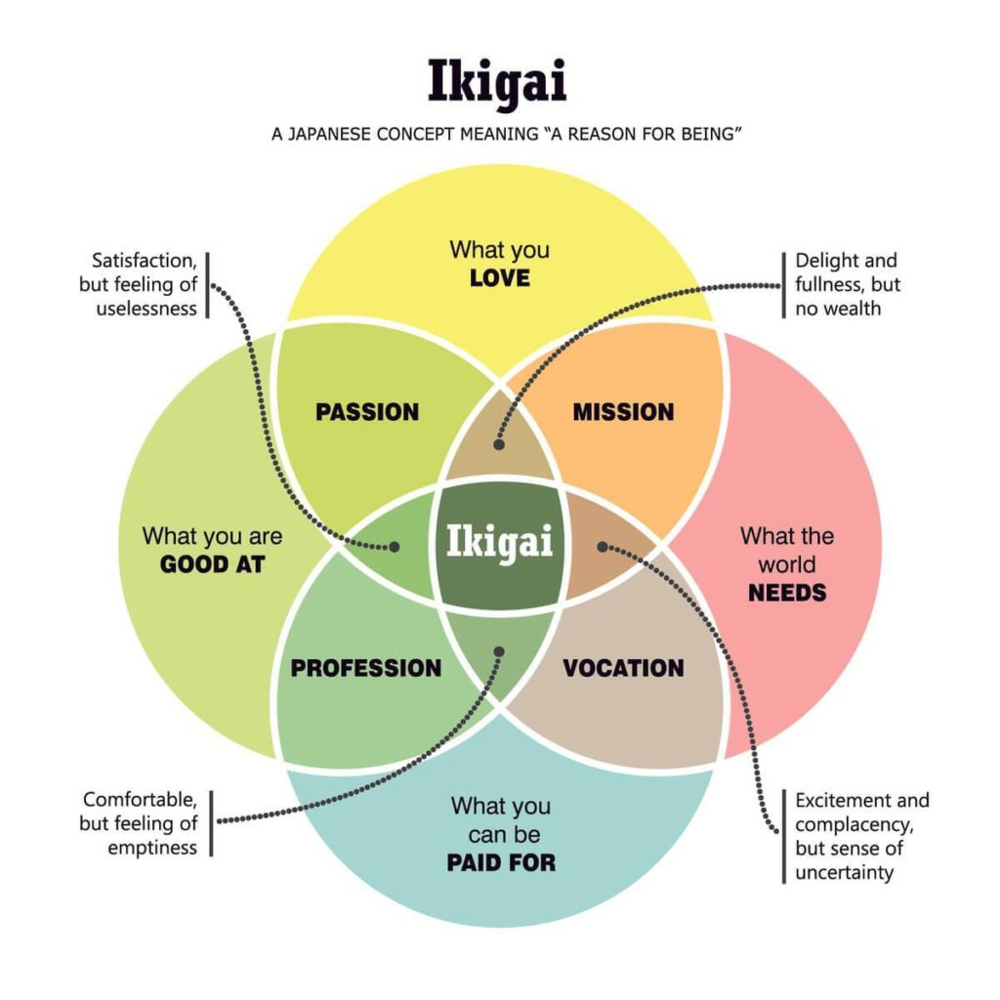 Ikigai
A JAPANESE CONCEPT MEANING “A REASON FOR BEING”
What you
LOVE
Satisfaction,
but feeling of
uselessness
Delight and
fullness, but
no wealth
PASSION
MISSION
What you are
GOOD AT
Ikigai
What the
world
NEEDS
PROFESSION
VOCATION
Comfortable,
but feeling of
emptiness
What you
can be
PAID FOR
Excitement and
complacency,
but sense of
uncertainty